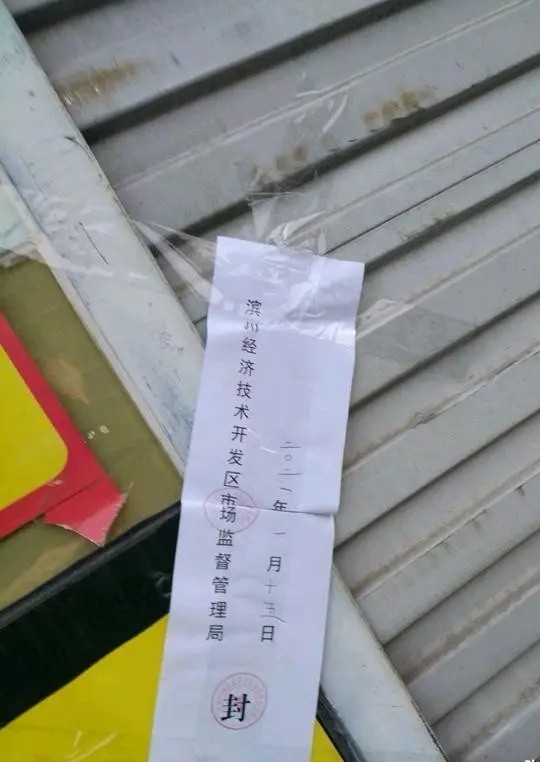 滨州经济技术开发区市场监督管理局
二〇二一年一月十五日
封